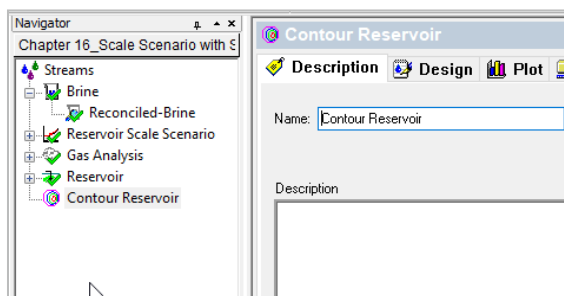 Navigator
Chapter 16_Scale Scenario with S
Streams
Brine
Reconciled-Brine
Reservoir Scale Scenario
Gas Analysis
Reservoir
Contour Reservoir
Contour Reservoir
Description Design Plot
Name: Contour Reservoir
Description